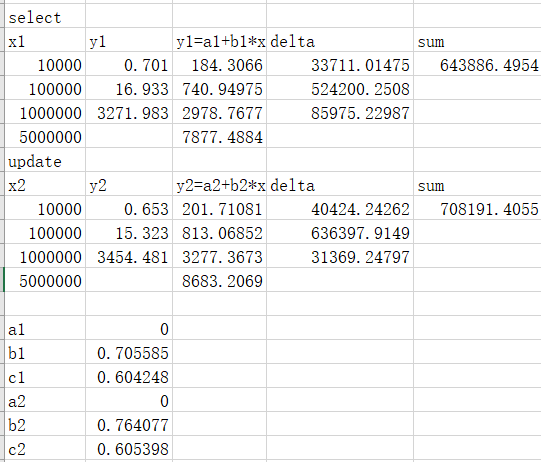 select
x1 y1 y1=a1+b1*x delta sum
10000 0.701 184.3066 33711.01475 643886.4954
100000 16.933 740.94975 524200.2508
1000000 3271.983 2978.7677 85975.22987
5000000 7877.4884
update
x2 y2 y2=a2+b2*x delta sum
10000 0.653 201.71081 40424.24262 708191.4055
100000 15.323 813.06852 636397.9149
1000000 3454.481 3277.3673 31369.24797
5000000 8683.2069
a1 0
b1 0.705585
c1 0.604248
a2 0
b2 0.764077
c2 0.605398